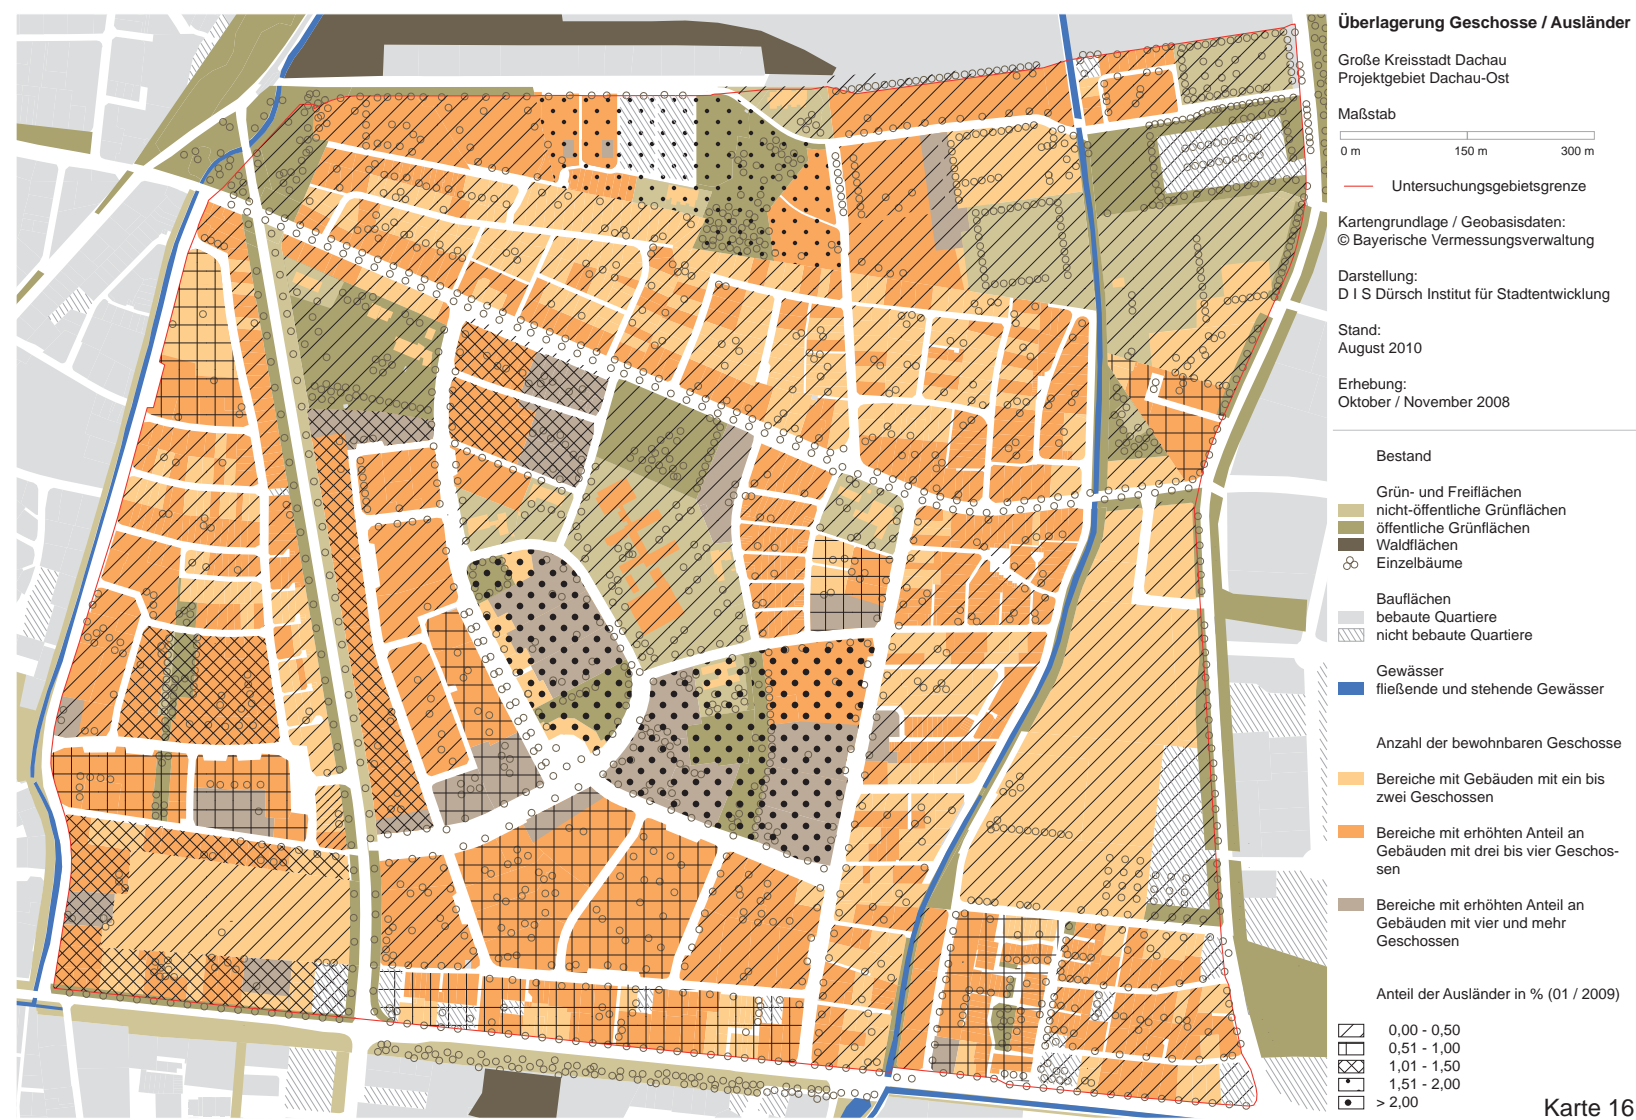 Überlagerung Geschosse / Ausländer
Große Kreisstadt Dachau
Projektgebiet Dachau-Ost
Maßstab
0 m 150 m 300 m
Untersuchungsgebietsgrenze
Kartengrundlage / Geobasisdaten:
© Bayerische Vermessungsverwaltung
Darstellung:
D I S Dürsch Institut für Stadtentwicklung
Stand:
August 2010
Erhebung:
Oktober / November 2008
Bestand
Grün- und Freiflächen
nicht-öffentliche Grünflächen
öffentliche Grünflächen
Waldflächen
Einzelbäume
Bauflächen
bebaute Quartiere
nicht bebaute Quartiere
Gewässer
fließende und stehende Gewässer
Anzahl der bewohnbaren Geschosse
Bereiche mit Gebäuden mit ein bis
zwei Geschossen
Bereiche mit erhöhten Anteil an
Gebäuden mit drei bis vier Geschos-
sen
Bereiche mit erhöhten Anteil an
Gebäuden mit vier und mehr
Geschossen
Anteil der Ausländer in % (01 / 2009)
0,00 - 0,50
0,51 - 1,00
1,01 - 1,50
1,51 - 2,00
> 2,00
Karte 16